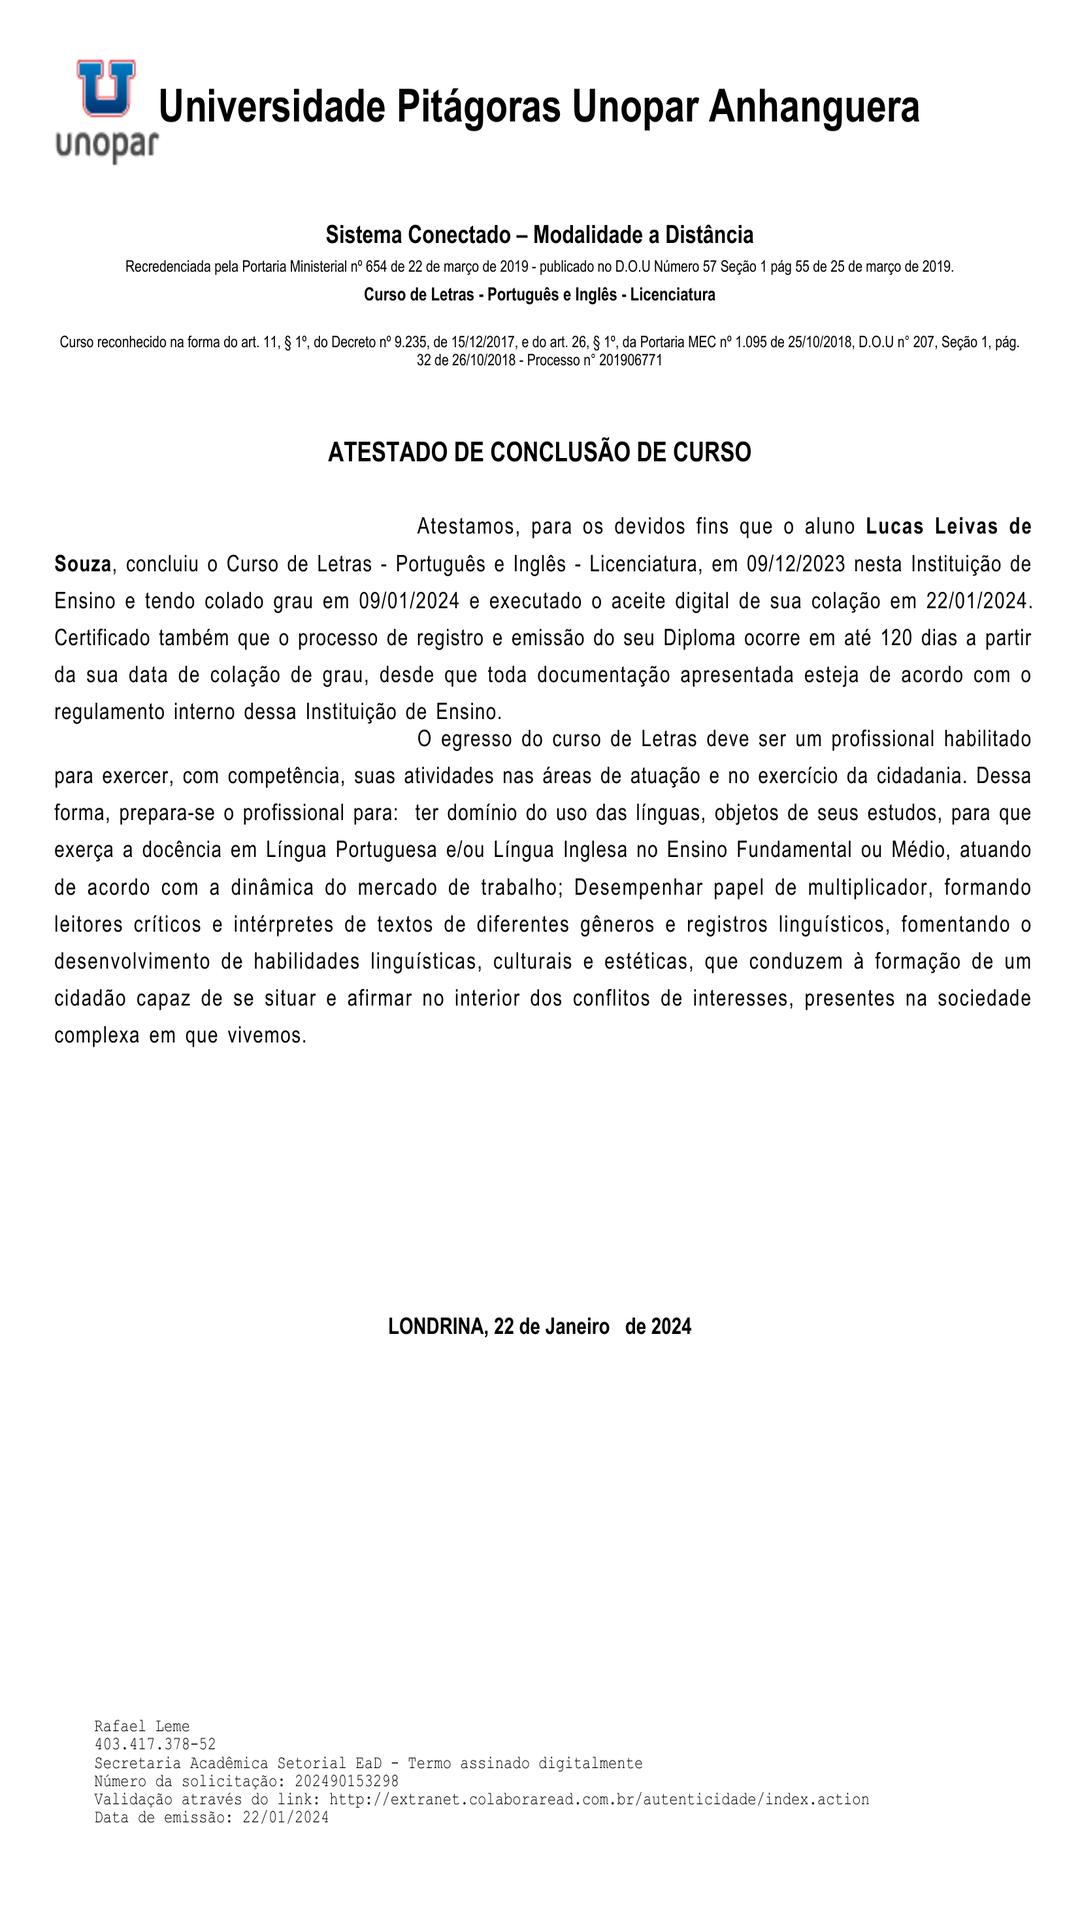 Universidade Pitágoras Unopar Anhanguera
unopar
Sistema Conectado – Modalidade a Distância
Recredenciada pela Portaria Ministerial nº 654 de 22 de março de 2019 - publicado no D.O.U Número 57 Seção 1 pág 55 de 25 de março de 2019.
Curso de Letras - Português e Inglês - Licenciatura
Curso reconhecido na forma do art. 11, § 1º, do Decreto nº 9.235, de 15/12/2017, e do art. 26, § 1º, da Portaria MEC nº 1.095 de 25/10/2018, D.O.U n° 207, Seção 1, pág.
32 de 26/10/2018 - Processo n° 201906771
ATESTADO DE CONCLUSÃO DE CURSO
Atestamos, para os devidos fins que o aluno Lucas Leivas de
Souza, concluiu o Curso de Letras - Português e Inglês - Licenciatura, em 09/12/2023 nesta Instituição de
Ensino e tendo colado grau em 09/01/2024 e executado o aceite digital de sua colação em 22/01/2024.
Certificado também que o processo de registro e emissão do seu Diploma ocorre em até 120 dias a partir
da sua data de colação de grau, desde que toda documentação apresentada esteja de acordo com o
regulamento interno dessa Instituição de Ensino.
O egresso do curso de Letras deve ser um profissional habilitado
para exercer, com competência, suas atividades nas áreas de atuação e no exercício da cidadania. Dessa
forma, prepara-se o profissional para: ter domínio do uso das línguas, objetos de seus estudos, para que
exerça a docência em Língua Portuguesa e/ou Língua Inglesa no Ensino Fundamental ou Médio, atuando
de acordo com a dinâmica do mercado de trabalho; Desempenhar papel de multiplicador, formando
leitores críticos e intérpretes de textos de diferentes gêneros e registros linguísticos, fomentando o
desenvolvimento de habilidades linguísticas, culturais e estéticas, que conduzem à formação de um
cidadão capaz de se situar e afirmar no interior dos conflitos de interesses, presentes na sociedade
complexa em que vivemos.
LONDRINA, 22 de Janeiro de 2024
Rafael Leme
403.417.378-52
Secretaria Acadêmica Setorial EaD - Termo assinado digitalmente
Número da solicitação: 202490153298
Validação através do link: http://extranet.colaboraread.com.br/autenticidade/index.action
Data de emissão: 22/01/2024